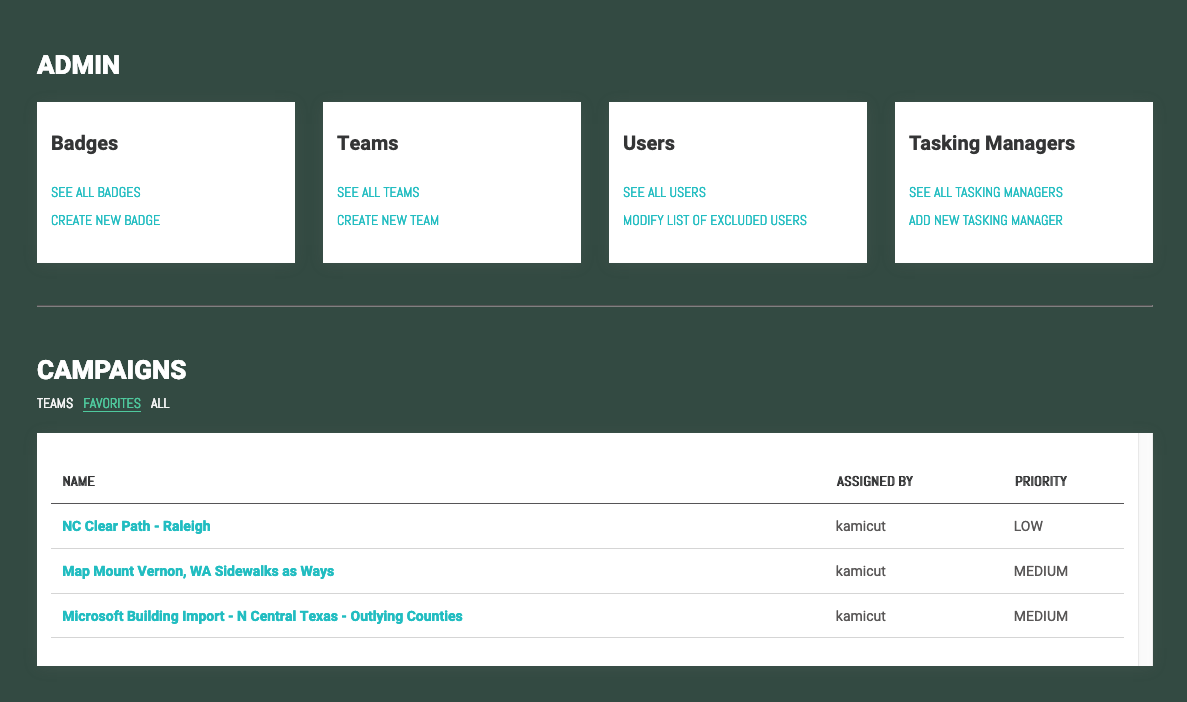 ADMIN
Badges
SEE ALL BADGES
CREATE NEW BADGE
Teams
SEE ALL TEAMS
CREATE NEW TEAM
Users
SEE ALL USERS
MODIFY LIST OF EXCLUDED USERS
Tasking Managers
SEE ALL TASKING MANAGERS
ADD NEW TASKING MANAGER
CAMPAIGNS
TEAMS FAVORITES ALL
NAME ASSIGNED BY PRIORITY
NC Clear Path - Raleigh kamicut LOW
Map Mount Vernon, WA Sidewalks as Ways kamicut MEDIUM
Microsoft Building Import - N Central Texas - Outlying Counties kamicut MEDIUM